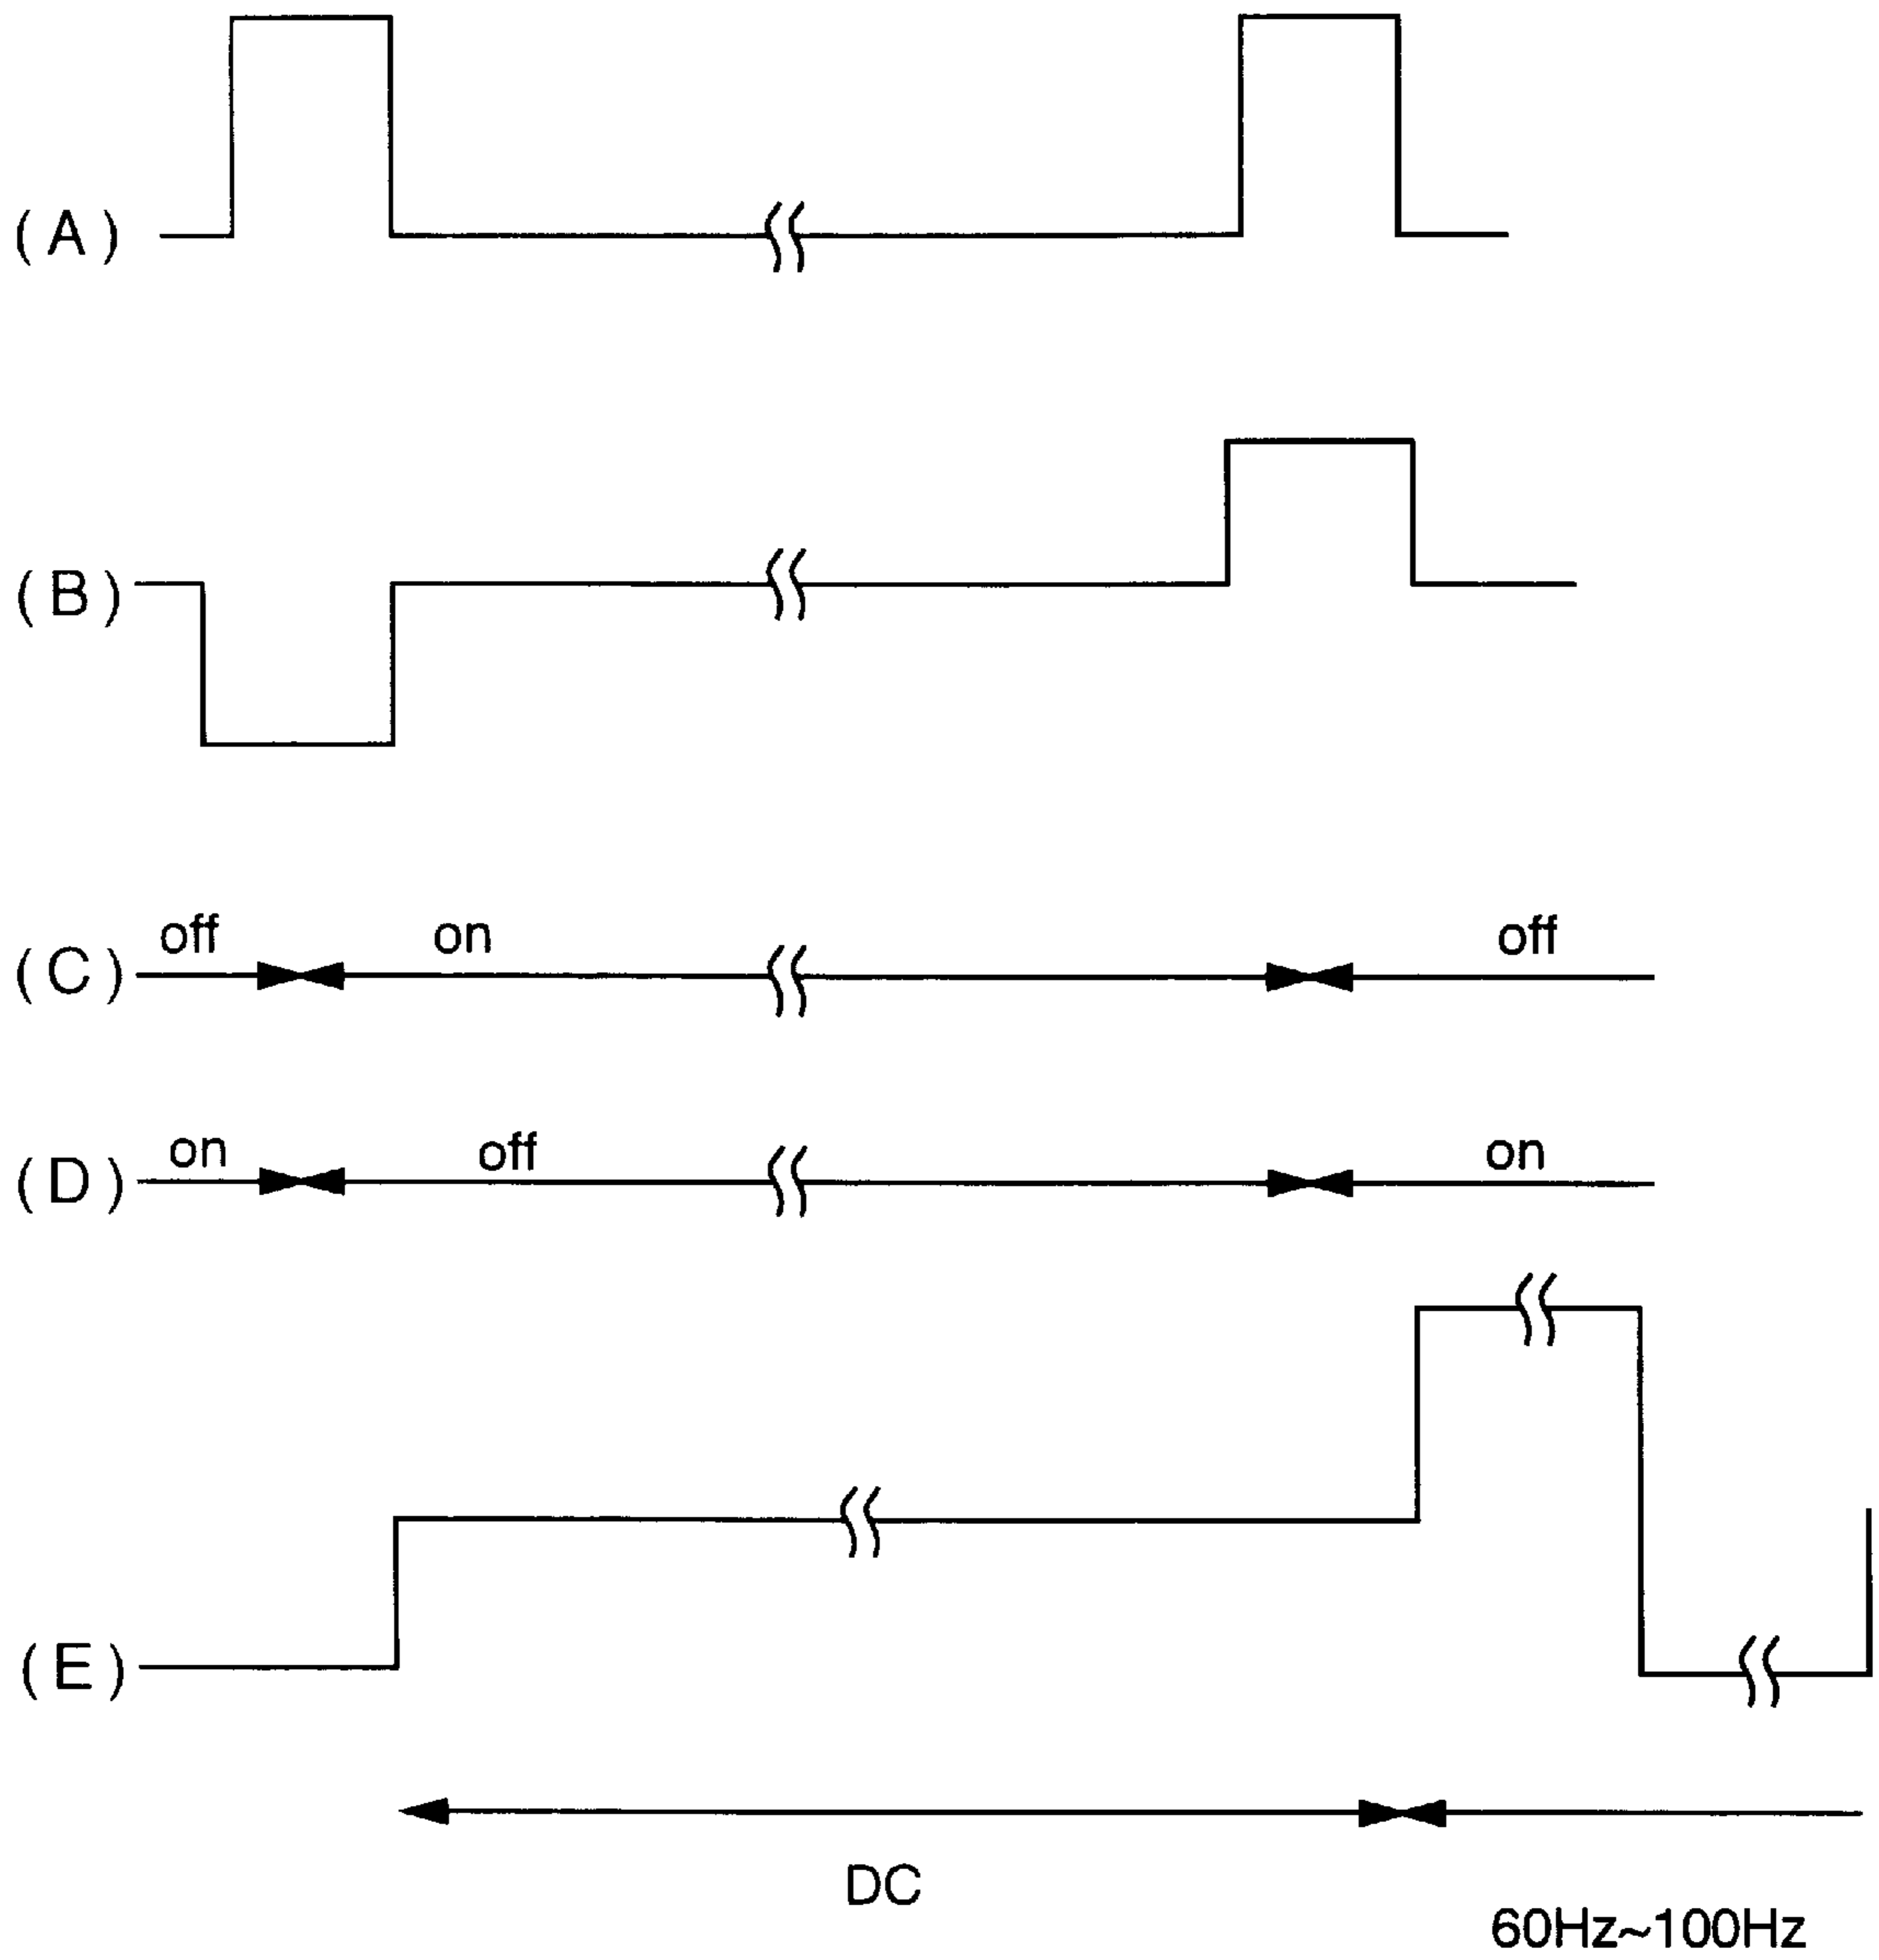 (A)
(B)
off on off
(C)
on off on
(D)
(E)
DC
60Hz~100Hz